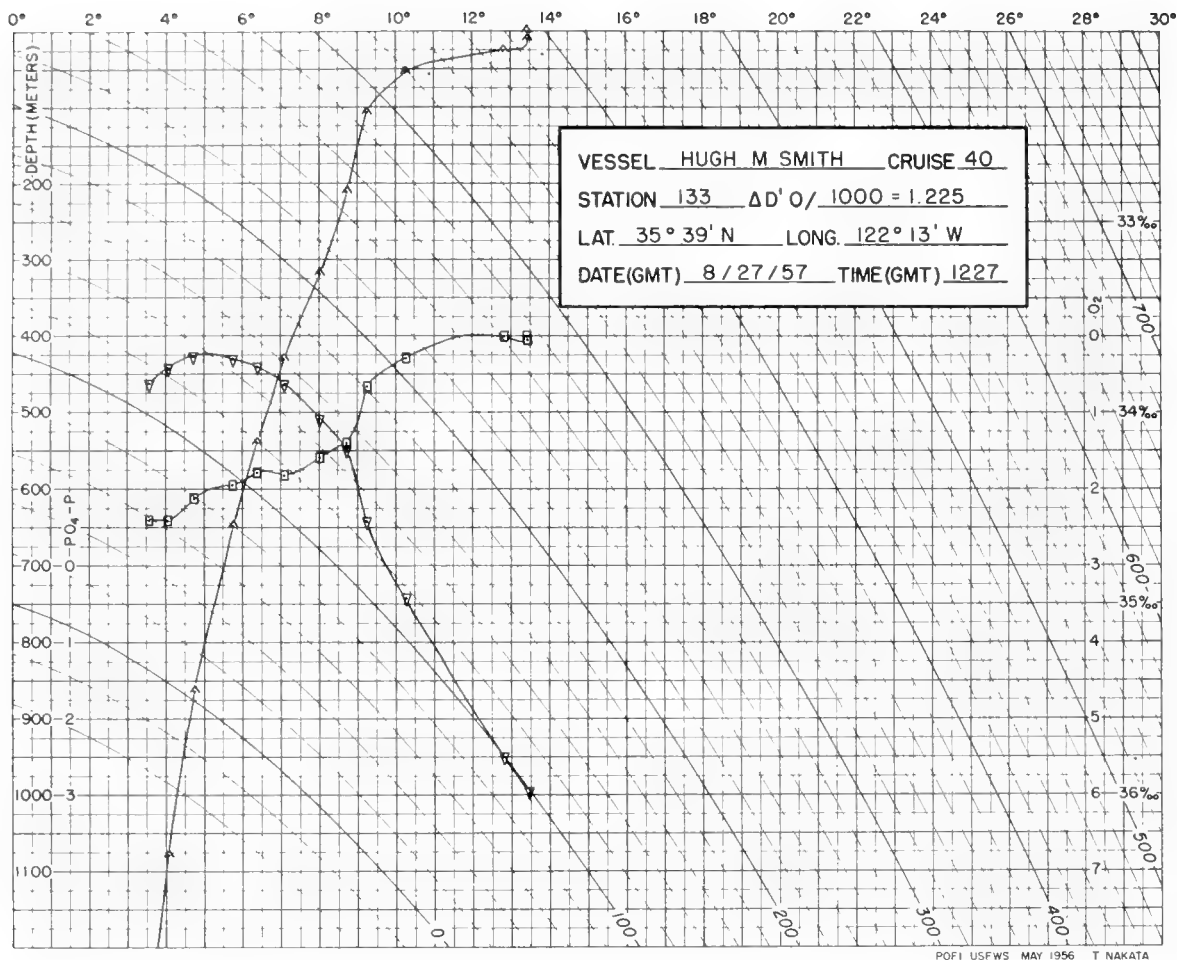 0° 4° 6° 8° 10° 12° 14° 16° 18° 20° 22° 24° 26° 28° 30°
DEPTH (METERS)
200
300
400
500
600
700
800
900
1000
1100
PO4-P
0
1
2
3
VESSEL HUGH M SMITH CRUISE 40
STATION 133 ΔD'O/ 1000 = 1.225
LAT. 35° 39' N LONG. 122° 13' W
DATE(GMT) 8/27/57 TIME(GMT) 1227
O2
0
1
2
3
4
5
6
7
33‰
34‰
35‰
36‰
700
600
500
0 100 200 300 400
POFI USFWS MAY 1956 T NAKATA